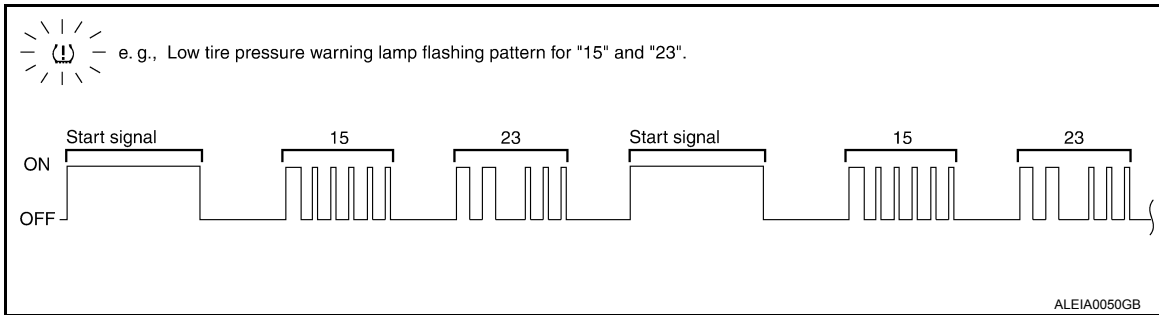 e. g., Low tire pressure warning lamp flashing pattern for "15" and "23".
Start signal 15 23 Start signal 15 23
ON
OFF
ALEIA0050GB